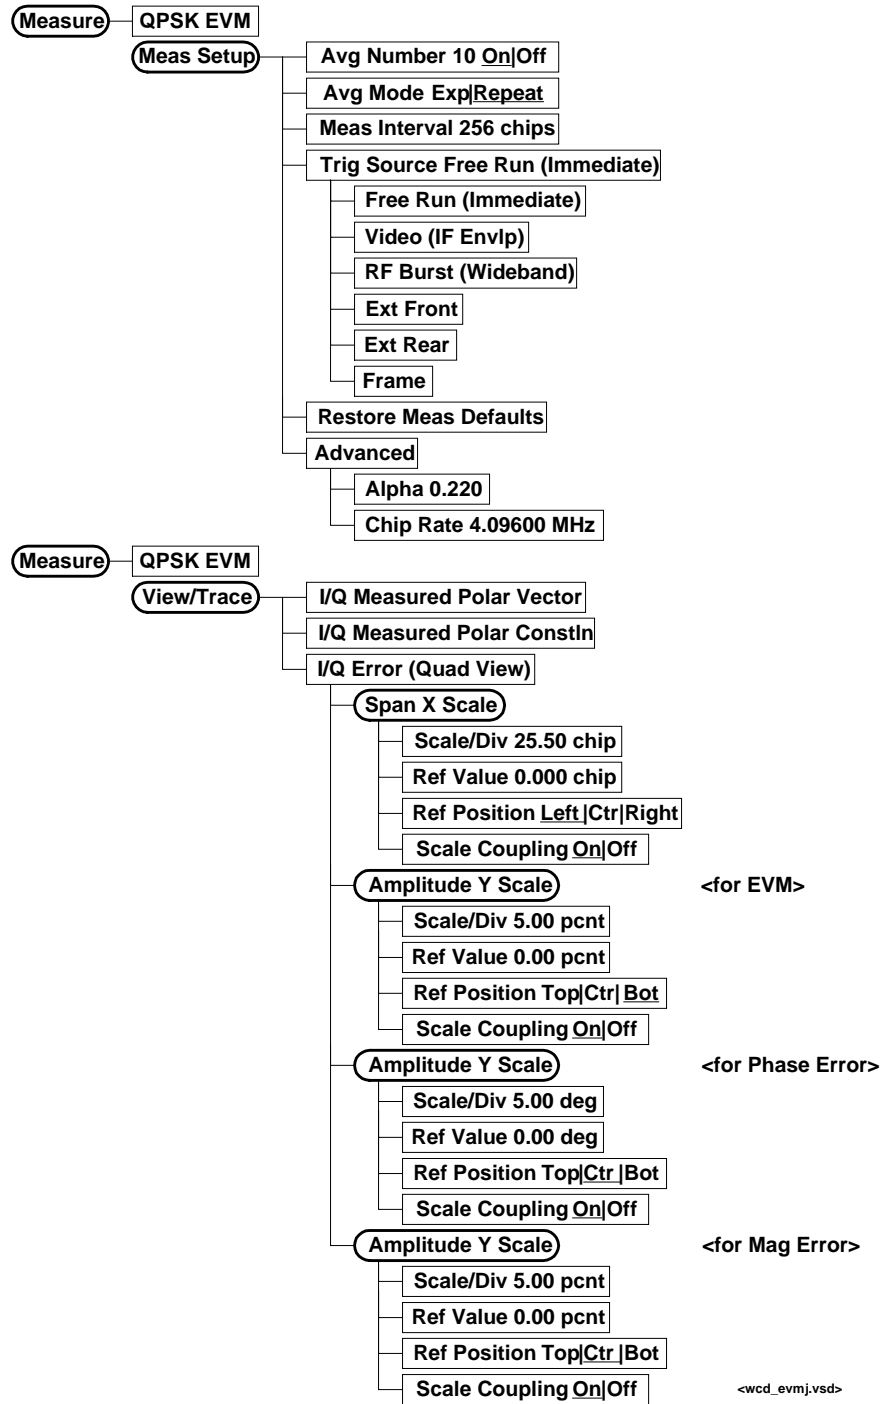 Measure QPSK EVM
Meas Setup Avg Number 10 On|Off
Avg Mode Exp|Repeat
Meas Interval 256 chips
Trig Source Free Run (Immediate)
Free Run (Immediate)
Video (IF Envlp)
RF Burst (Wideband)
Ext Front
Ext Rear
Frame
Restore Meas Defaults
Advanced
Alpha 0.220
Chip Rate 4.09600 MHz
Measure QPSK EVM
View/Trace I/Q Measured Polar Vector
I/Q Measured Polar Constln
I/Q Error (Quad View)
Span X Scale
Scale/Div 25.50 chip
Ref Value 0.000 chip
Ref Position Left|Ctr|Right
Scale Coupling On|Off
Amplitude Y Scale <for EVM>
Scale/Div 5.00 pcnt
Ref Value 0.00 pcnt
Ref Position Top|Ctr|Bot
Scale Coupling On|Off
Amplitude Y Scale <for Phase Error>
Scale/Div 5.00 deg
Ref Value 0.00 deg
Ref Position Top|Ctr|Bot
Scale Coupling On|Off
Amplitude Y Scale <for Mag Error>
Scale/Div 5.00 pcnt
Ref Value 0.00 pcnt
Ref Position Top|Ctr|Bot
Scale Coupling On|Off <wcd_evmj.vsd>